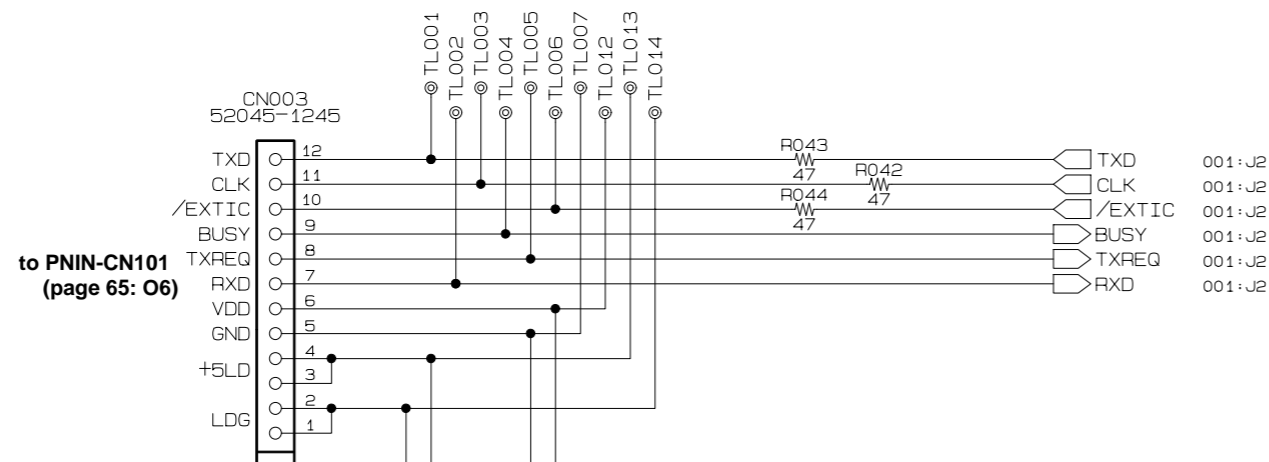 TL001
TL002
TL003
TL004
TL005
TL006
TL007
TL012
TL013
TL014
CN003
52045-1245
TXD 12 R043 47 TXD 001:J2
CLK 11 R042 47 CLK 001:J2
/EXTIC 10 R044 47 /EXTIC 001:J2
BUSY 9 BUSY 001:J2
to PNIN-CN101
(page 65: O6)
TXREQ 8 TXREQ 001:J2
RXD 7 RXD 001:J2
VDD 6
GND 5
+5LD 4
3
LDG 2
1